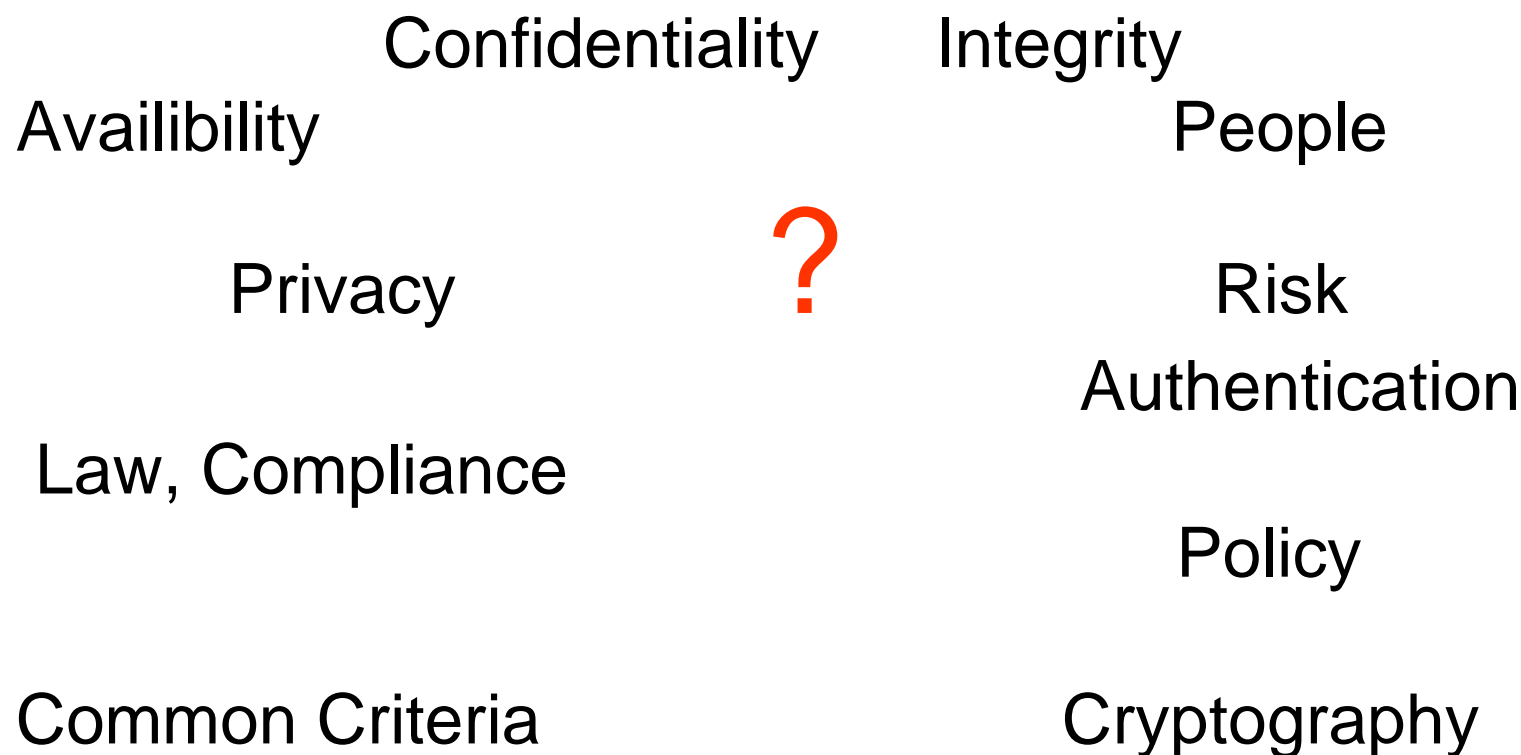 Confidentiality Integrity
Availibility People
?
Privacy Risk
Authentication
Law, Compliance
Policy
Common Criteria Cryptography